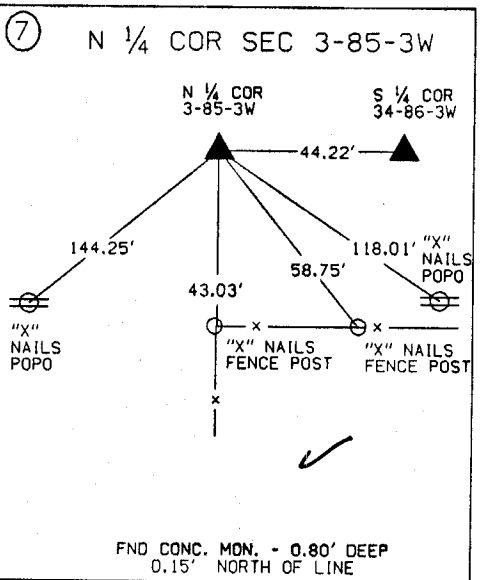 7 N 1/4 COR SEC 3-85-3W
N 1/4 COR
3-85-3W
S 1/4 COR
34-86-3W
44.22'
144.25'
43.03'
58.75'
118.01'
"X"
NAILS
POPO
"X"
NAILS
POPO
"X" NAILS
FENCE POST
"X" NAILS
FENCE POST
x
x
x
FND CONC. MON. - 0.80' DEEP
0.15' NORTH OF LINE